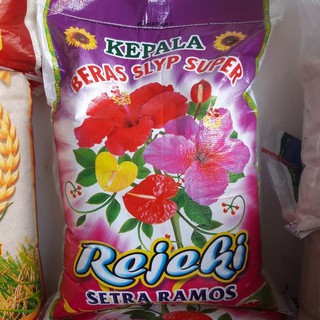 KEPALA
BERAS SLYP SUPER
Rejeki
SETRA RAMOS